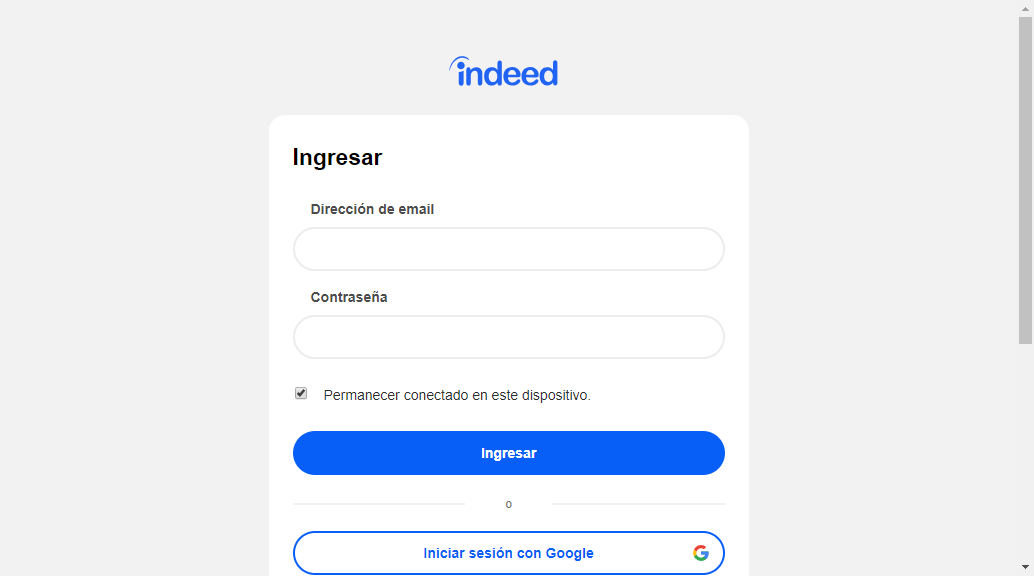 indeed
Ingresar
Dirección de email
Contraseña
Permanecer conectado en este dispositivo.
Ingresar
o
Iniciar sesión con Google